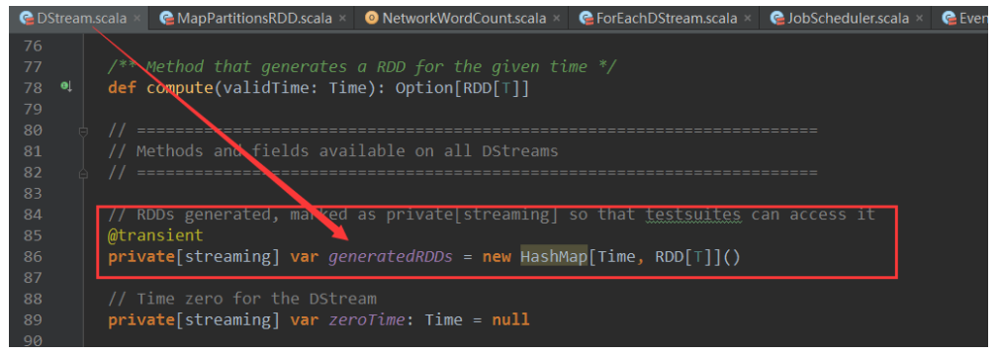 DStream.scala × MapPartitionsRDD.scala × NetworkWordCount.scala × ForEachDStream.scala × JobScheduler.scala × Even
76
77 /** Method that generates a RDD for the given time */
78 def compute(validTime: Time): Option[RDD[T]]
79
80 // =======================================================================
81 // Methods and fields available on all DStreams
82 // =======================================================================
83
84 // RDDs generated, marked as private[streaming] so that testsuites can access it
85 @transient
86 private[streaming] var generatedRDDs = new HashMap[Time, RDD[T]]()
87
88 // Time zero for the DStream
89 private[streaming] var zeroTime: Time = null
90